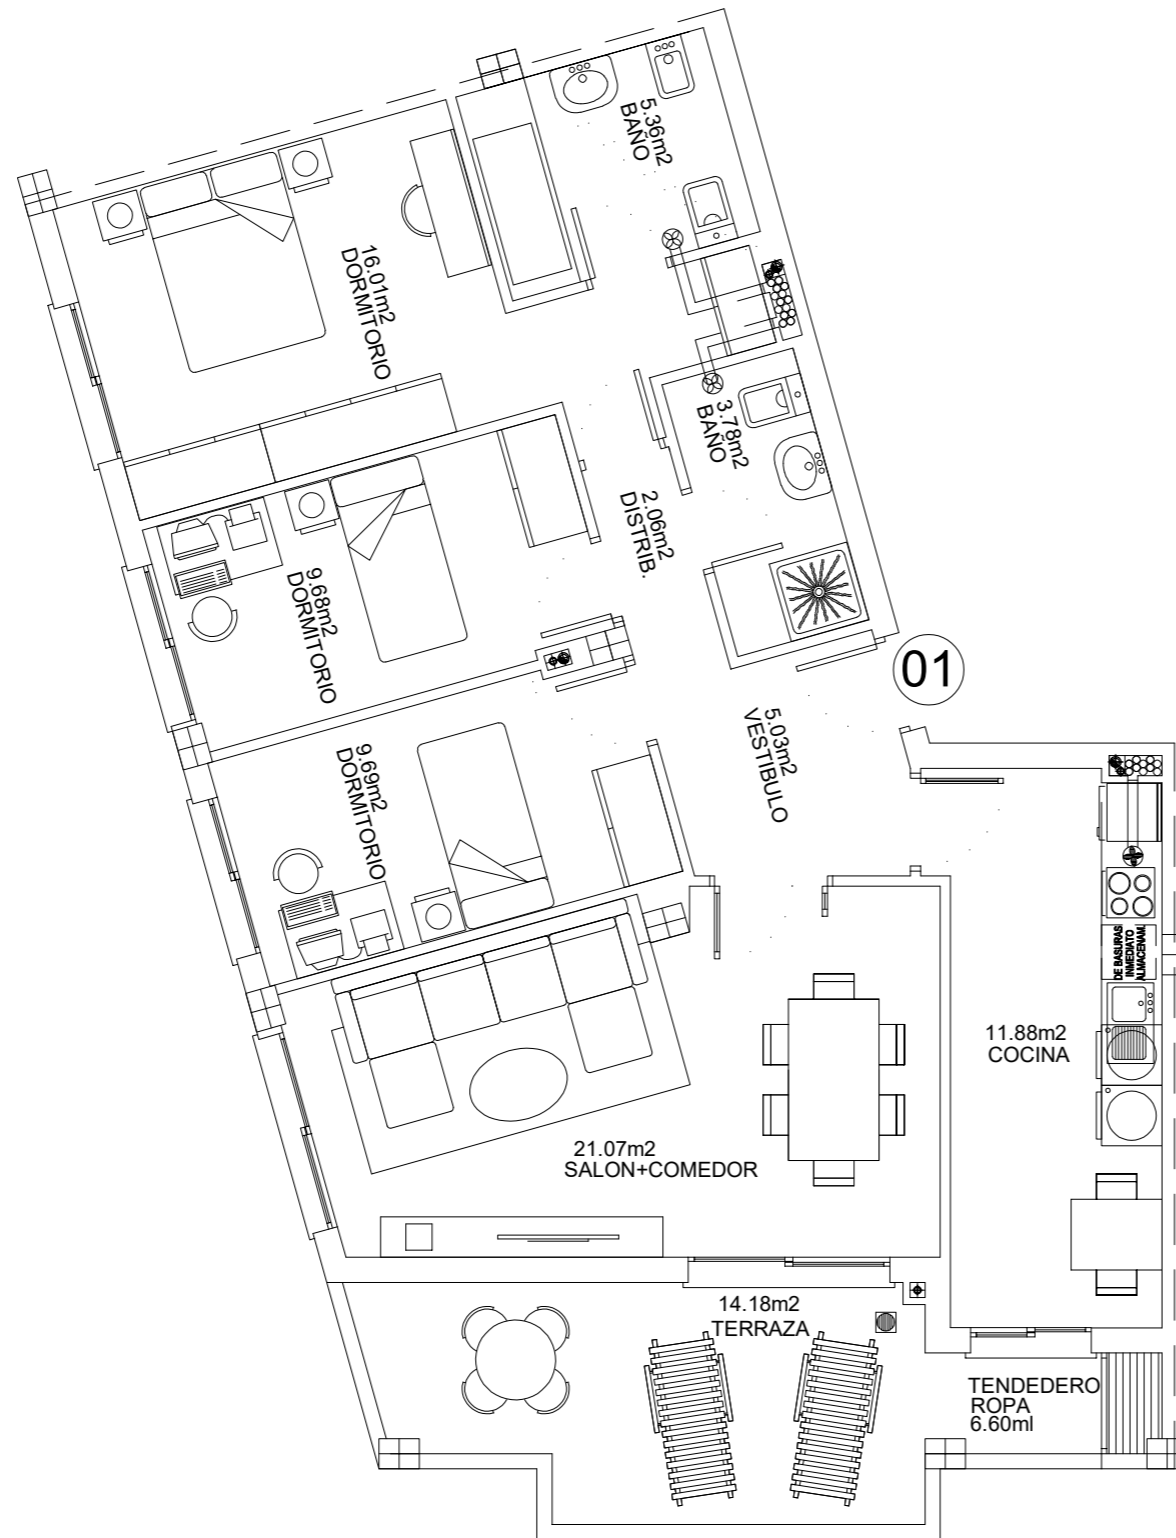 5.36m2
BAÑO
16.01m2
DORMITORIO
3.78m2
BAÑO
2.06m2
DISTRIB.
9.68m2
DORMITORIO
01
5.03m2
VESTIBULO
9.69m2
DORMITORIO
DE BASURAS
INMEDIATO
ALMACENAM.
11.88m2
COCINA
21.07m2
SALON+COMEDOR
14.18m2
TERRAZA
TENDEDERO
ROPA
6.60ml